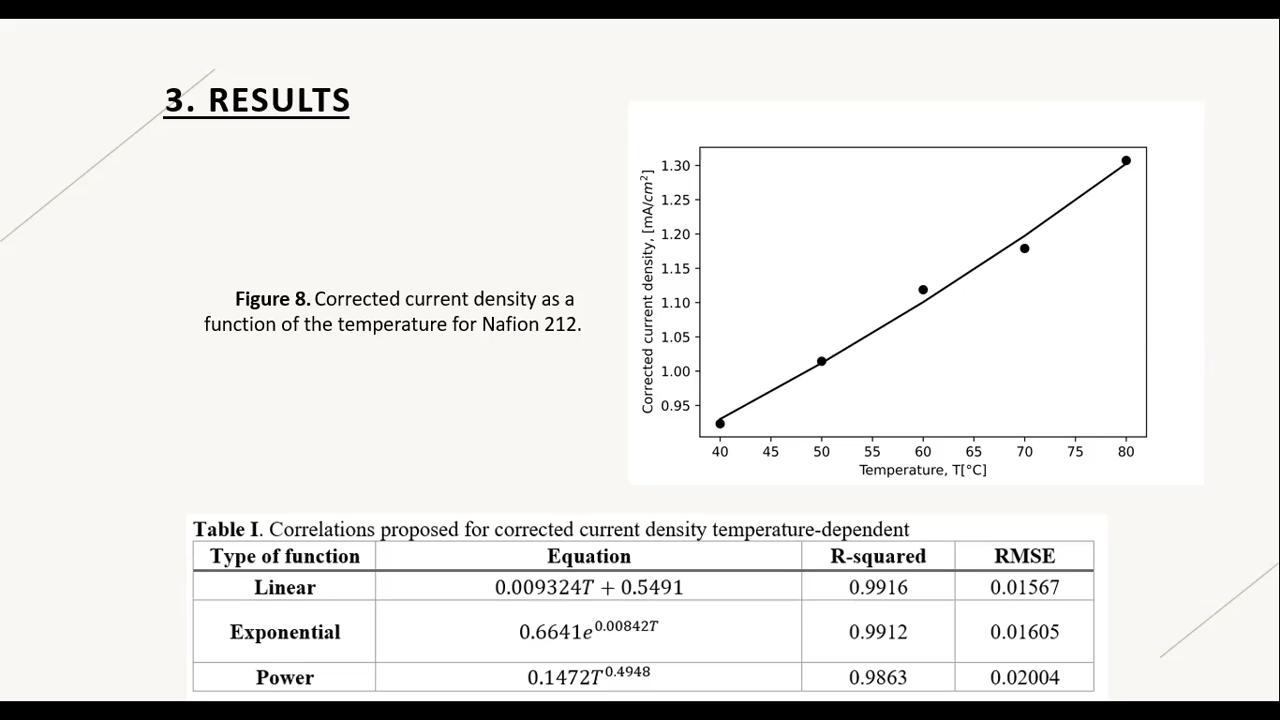 3. RESULTS
Figure 8. Corrected current density as a
function of the temperature for Nafion 212.
Corrected current density, [mA/cm²]
1.30
1.25
1.20
1.15
1.10
1.05
1.00
0.95
40 45 50 55 60 65 70 75 80
Temperature, T[°C]
Table I. Correlations proposed for corrected current density temperature-dependent
Type of function Equation R-squared RMSE
Linear 0.009324T + 0.5491 0.9916 0.01567
Exponential 0.6641e^0.00842T 0.9912 0.01605
Power 0.1472T^0.4948 0.9863 0.02004